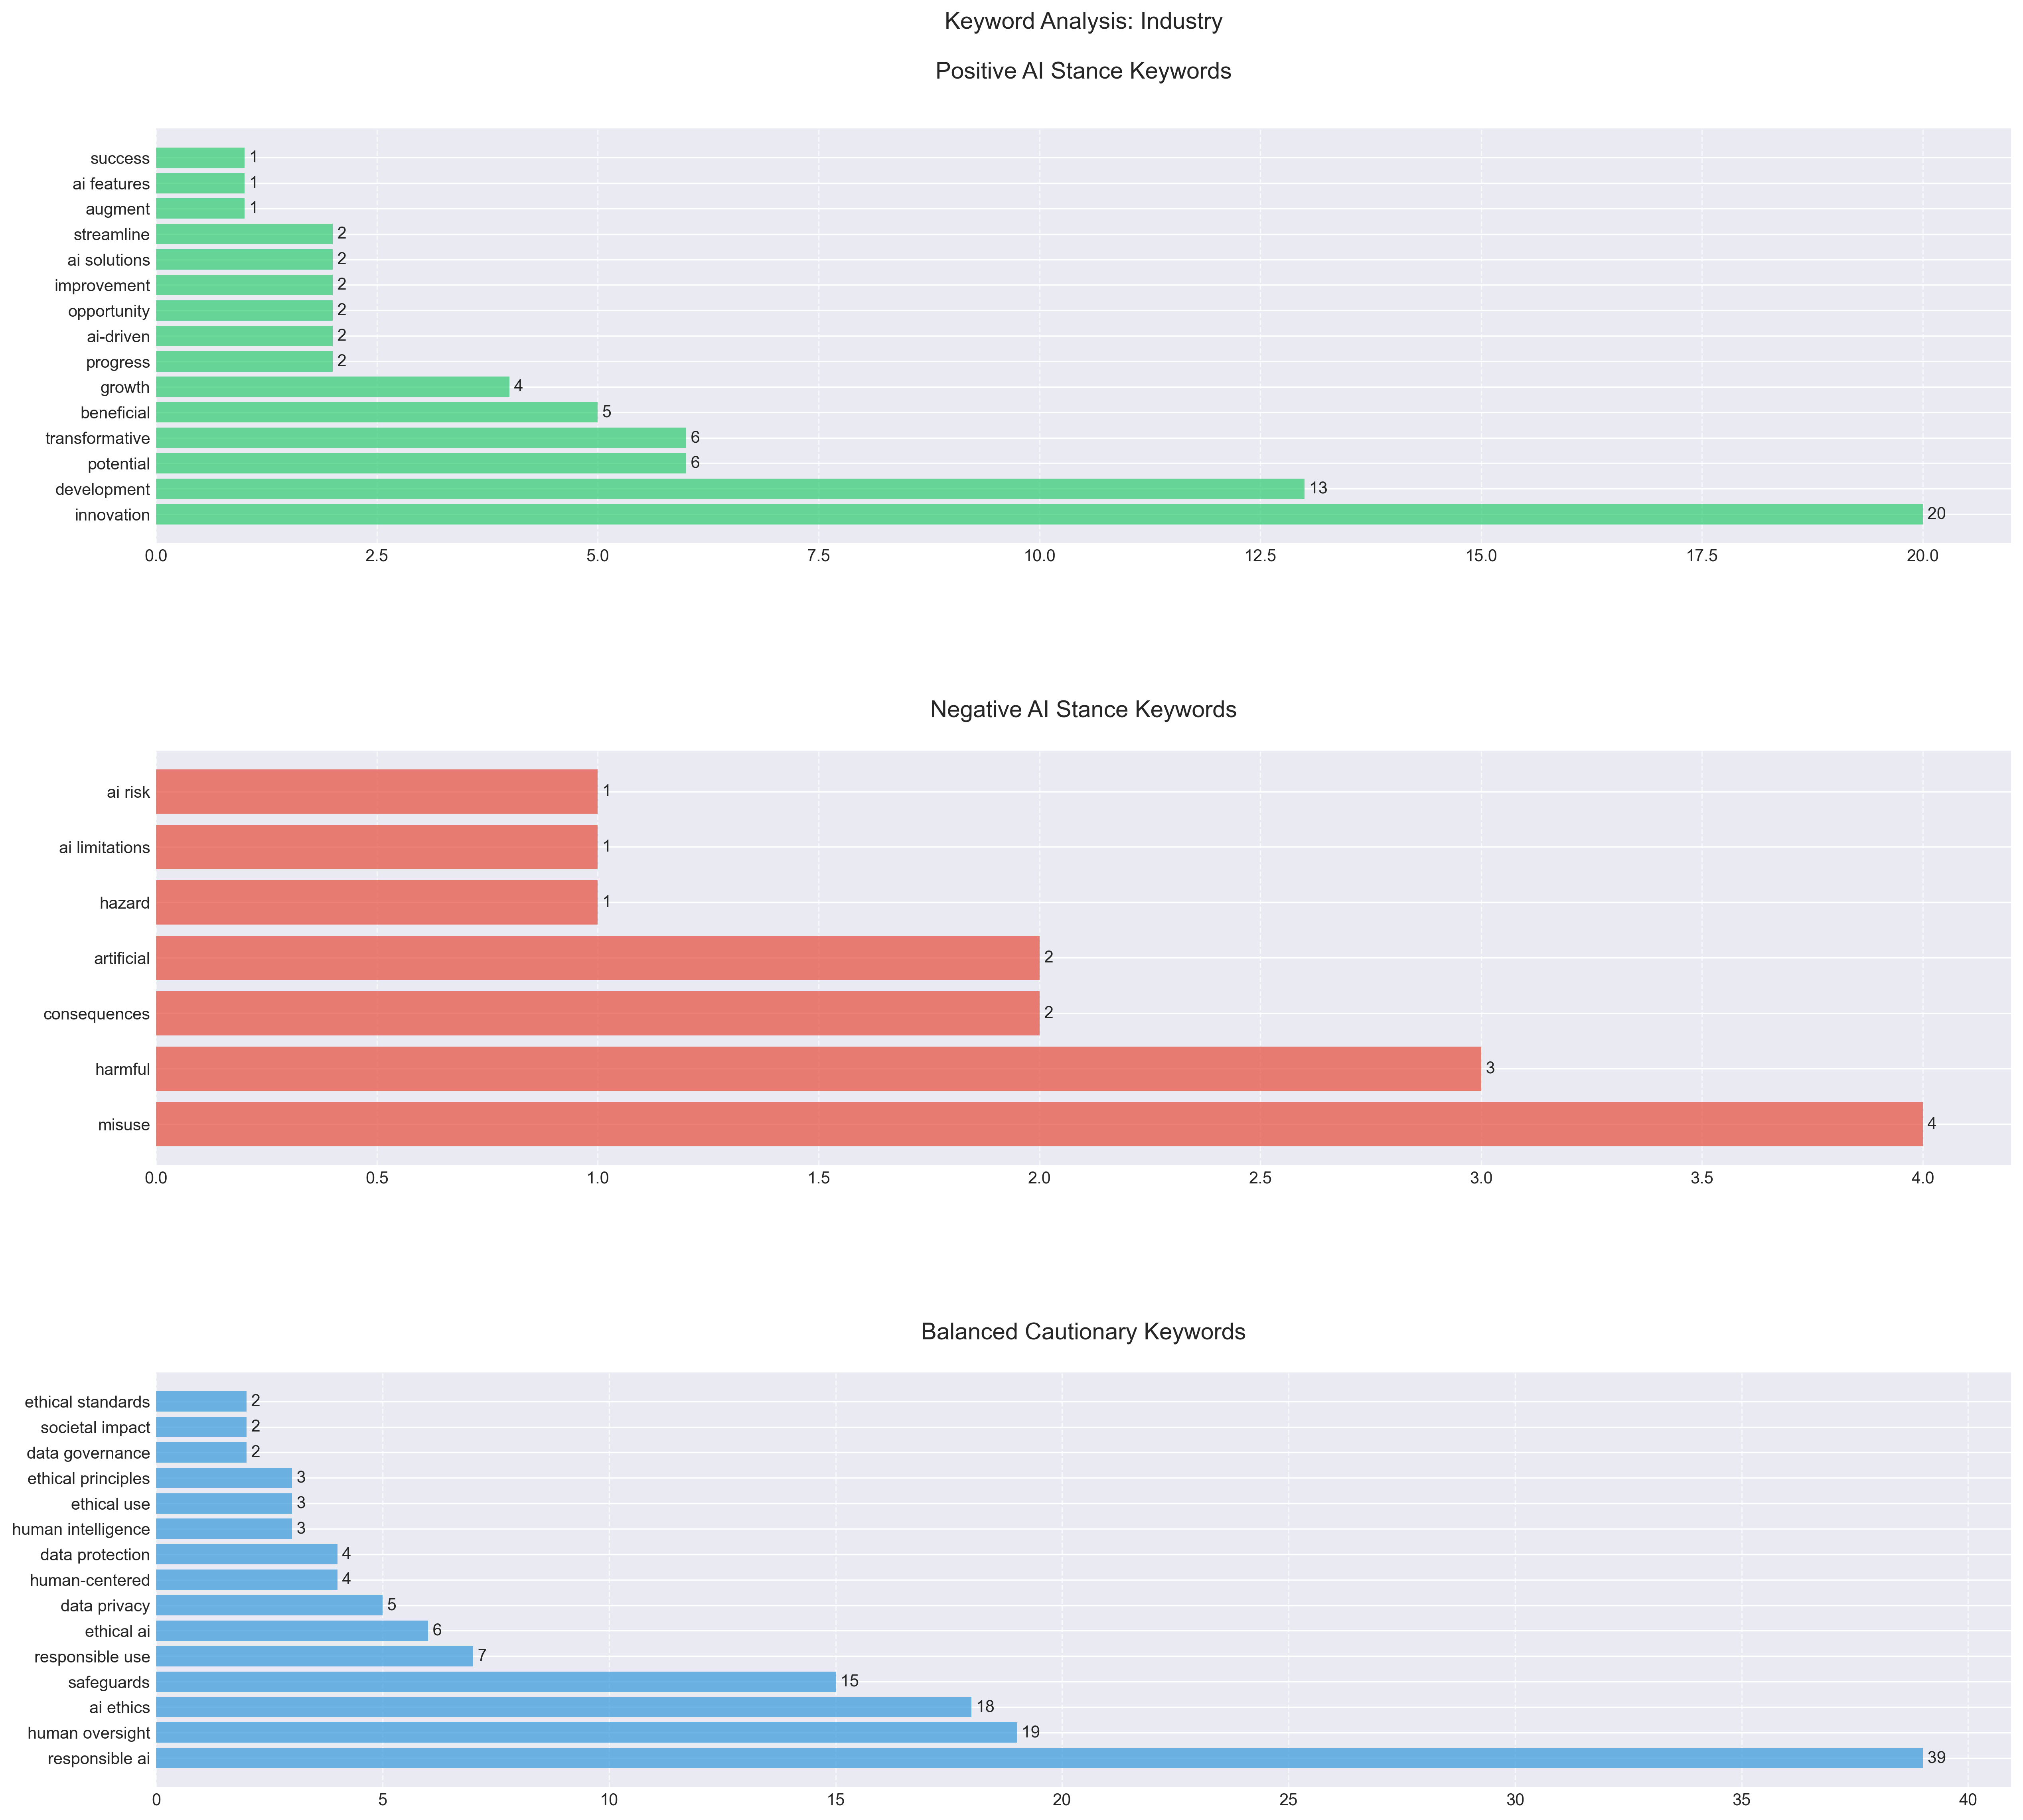 Keyword Analysis: Industry
Positive AI Stance Keywords
success 1
ai features 1
augment 1
streamline 2
ai solutions 2
improvement 2
opportunity 2
ai-driven 2
progress 2
growth 4
beneficial 5
transformative 6
potential 6
development 13
innovation 20
0.0 2.5 5.0 7.5 10.0 12.5 15.0 17.5 20.0
Negative AI Stance Keywords
ai risk 1
ai limitations 1
hazard 1
artificial 2
consequences 2
harmful 3
misuse 4
0.0 0.5 1.0 1.5 2.0 2.5 3.0 3.5 4.0
Balanced Cautionary Keywords
ethical standards 2
societal impact 2
data governance 2
ethical principles 3
ethical use 3
human intelligence 3
data protection 4
human-centered 4
data privacy 5
ethical ai 6
responsible use 7
safeguards 15
ai ethics 18
human oversight 19
responsible ai 39
0 5 10 15 20 25 30 35 40